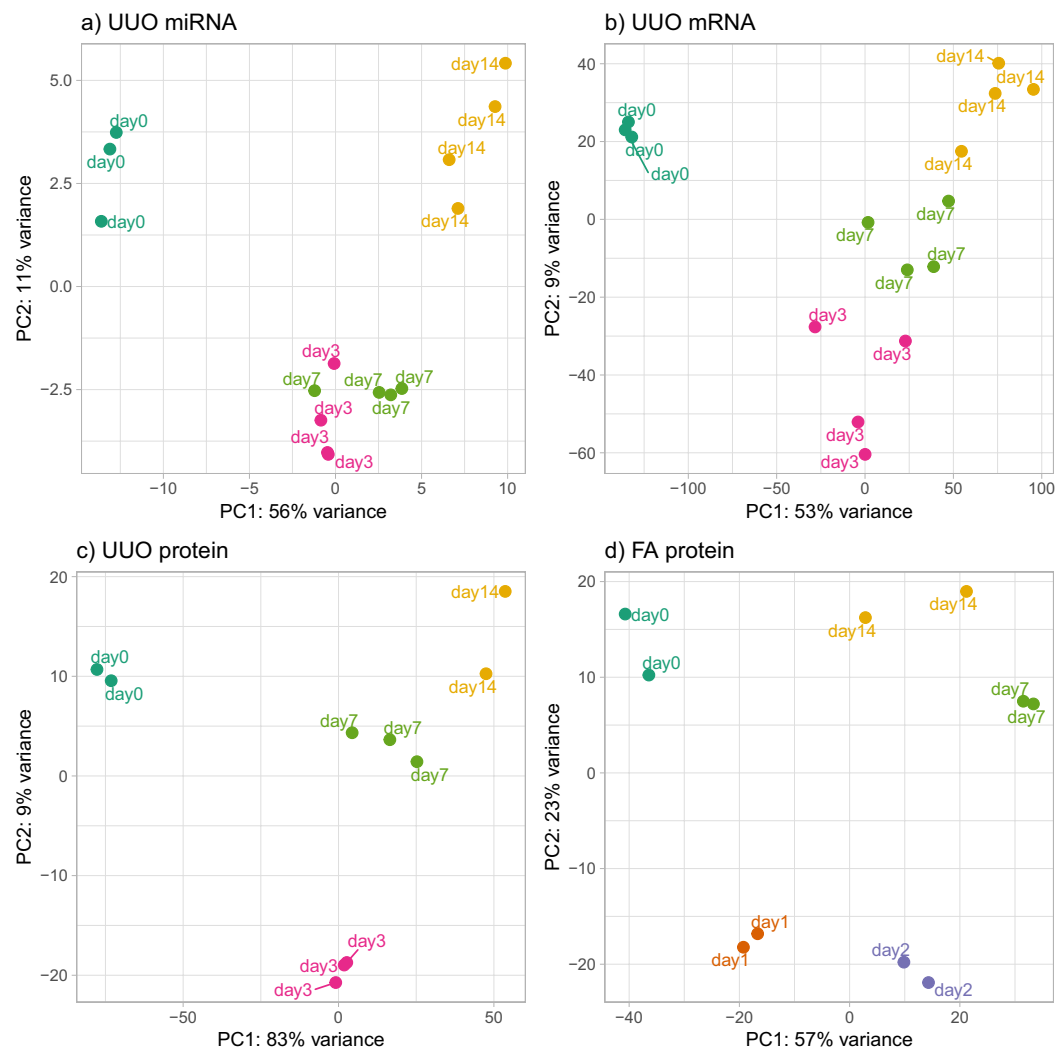 a) UUO miRNA
day14
day14
day14
day14
day0
day0
day0
day3
day7
day7
day7
day7
day3
day3
day3
5.0
2.5
0.0
−2.5
−10
−5
0
5
10
PC1: 56% variance
PC2: 11% variance
b) UUO mRNA
day14
day14
day14
day14
day0
day0
day0
day7
day7
day7
day7
day3
day3
day3
day3
40
20
0
−20
−40
−60
−100
−50
0
50
100
PC1: 53% variance
PC2: 9% variance
c) UUO protein
day14
day14
day0
day0
day7
day7
day7
day3
day3
day3
20
10
0
−10
−20
−50
0
50
PC1: 83% variance
PC2: 9% variance
d) FA protein
day0
day0
day14
day14
day7
day7
day1
day1
day2
day2
20
10
0
−10
−20
−40
−20
0
20
PC1: 57% variance
PC2: 23% variance